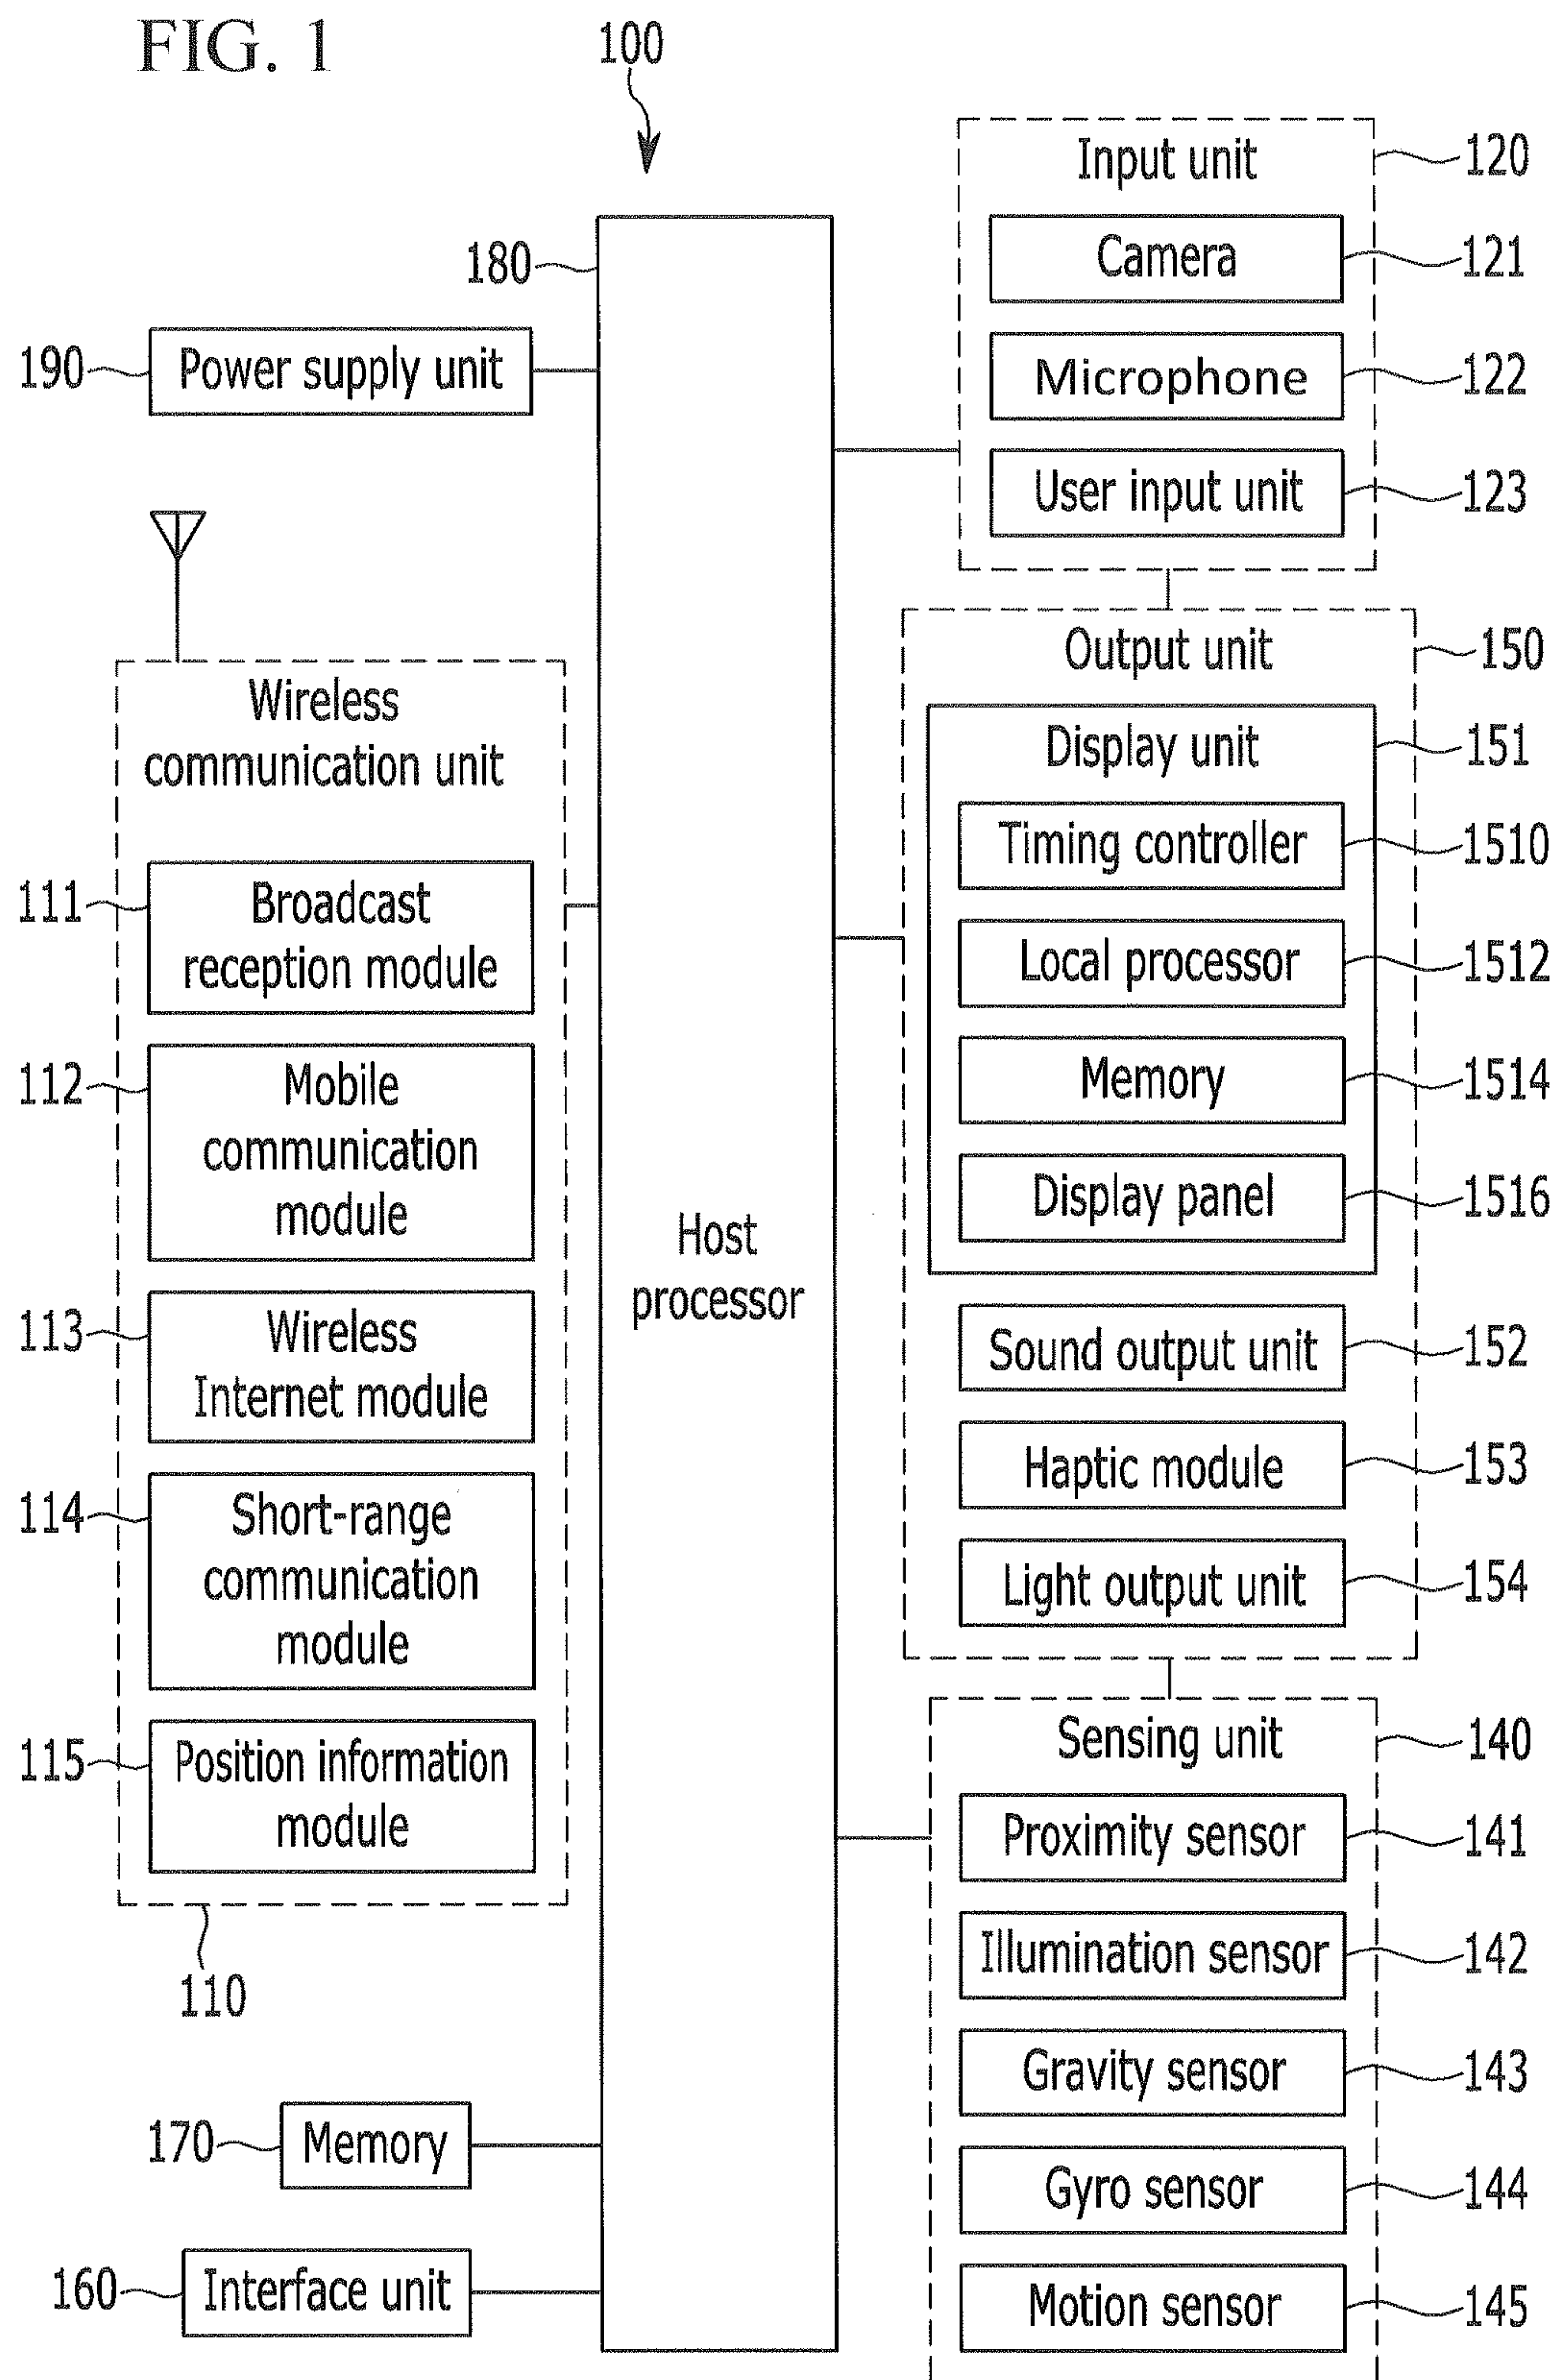 FIG. 1
100
180
Host
processor
190
Power supply unit
Wireless
communication unit
111
Broadcast
reception module
112
Mobile
communication
module
113
Wireless
Internet module
114
Short-range
communication
module
115
Position information
module
110
170
Memory
160
Interface unit
Input unit
120
Camera
121
Microphone
122
User input unit
123
Output unit
150
Display unit
151
Timing controller
1510
Local processor
1512
Memory
1514
Display panel
1516
Sound output unit
152
Haptic module
153
Light output unit
154
Sensing unit
140
Proximity sensor
141
Illumination sensor
142
Gravity sensor
143
Gyro sensor
144
Motion sensor
145